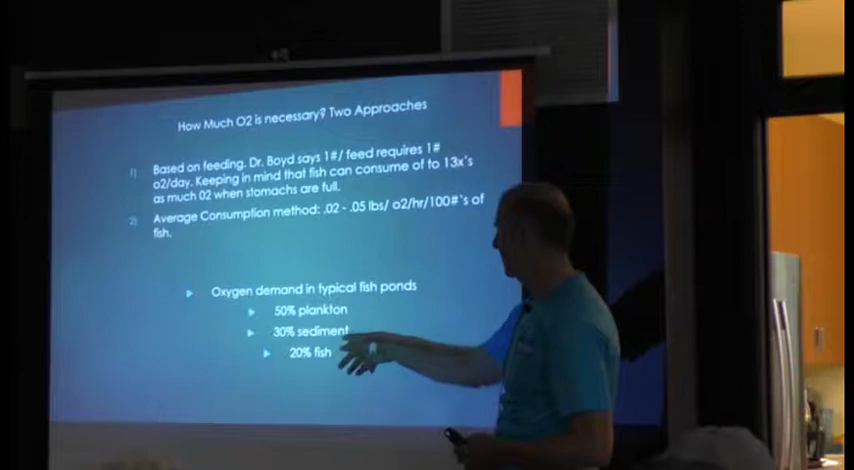 How Much O2 is necessary? Two Approaches
1) Based on feeding. Dr. Boyd says 1#/ feed requires 1#
o2/day. Keeping in mind that fish can consume of to 13x's
as much 02 when stomachs are full.
2) Average Consumption method: .02 - .05 lbs/ o2/hr/100#'s of
fish.
Oxygen demand in typical fish ponds
50% plankton
30% sediment
20% fish